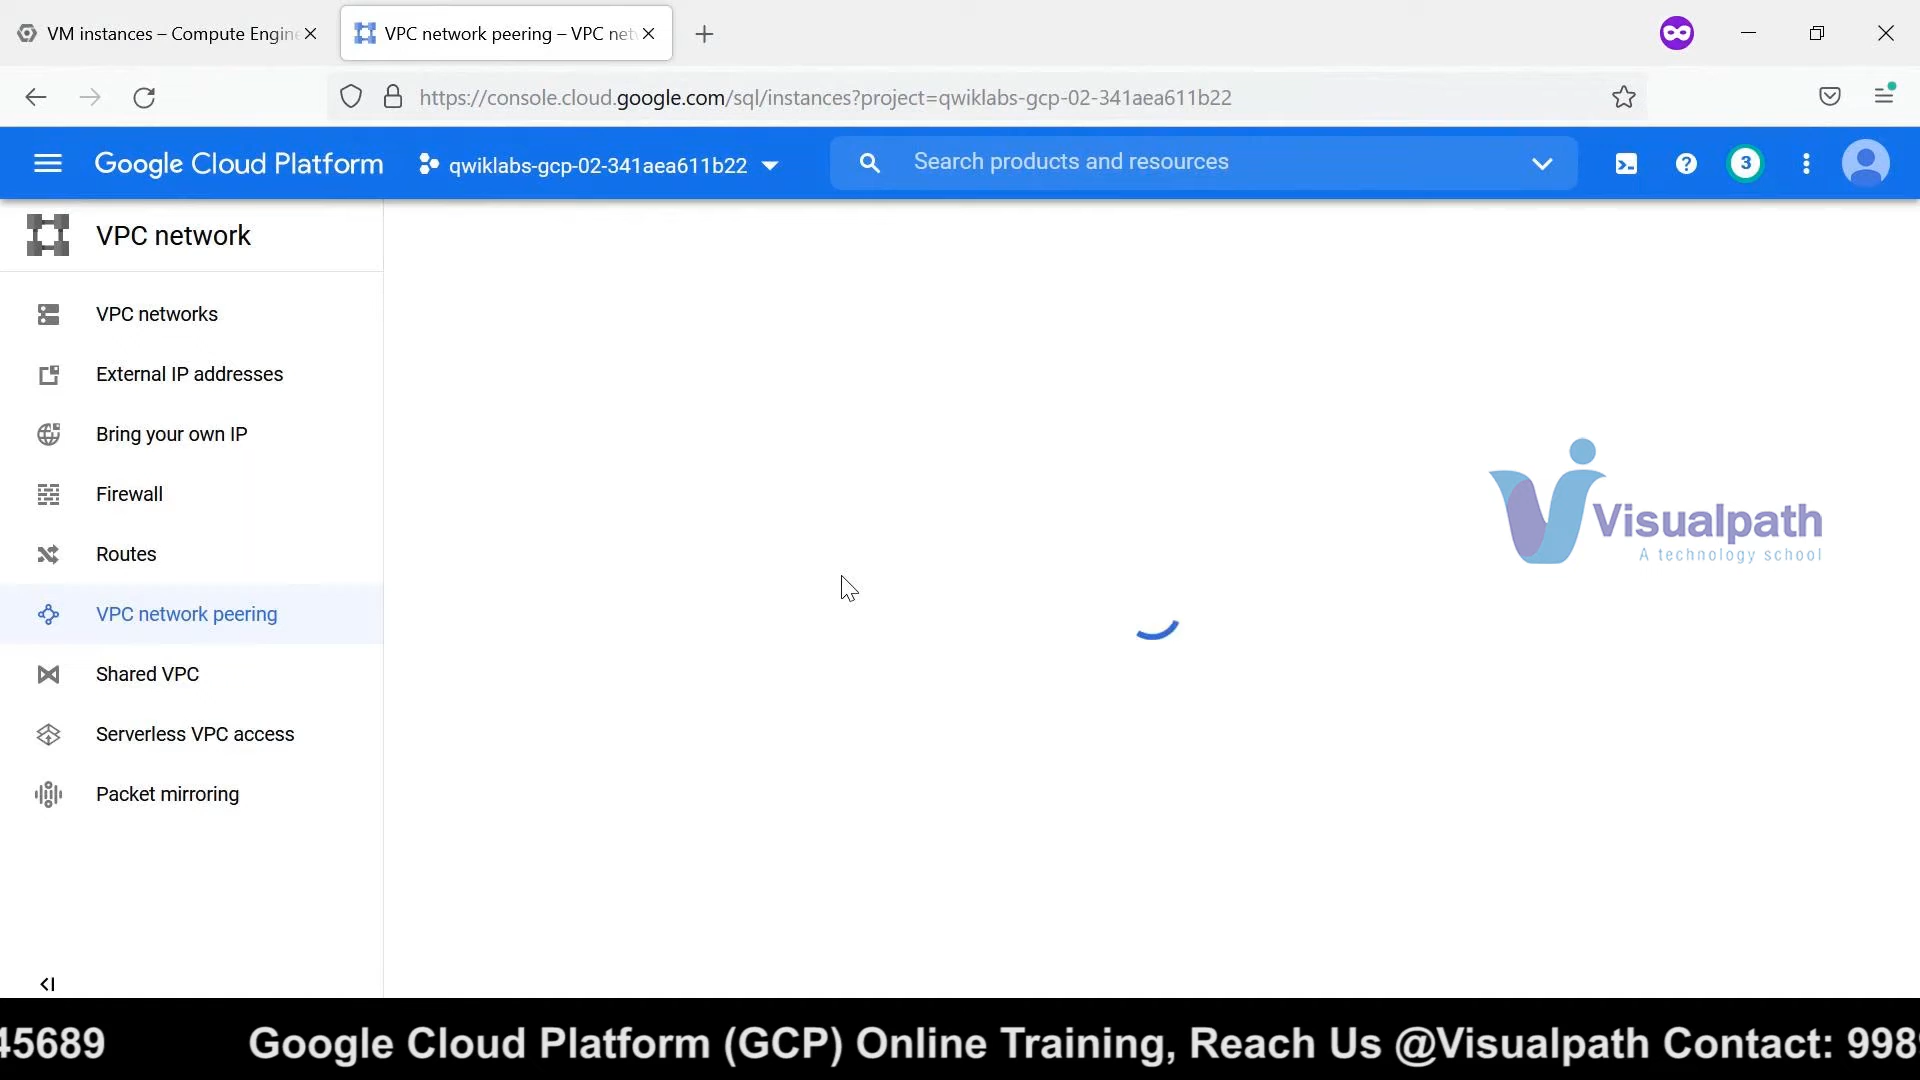 VM instances – Compute Engine
VPC network peering – VPC net
https://console.cloud.google.com/sql/instances?project=qwiklabs-gcp-02-341aea611b22
Google Cloud Platform
qwiklabs-gcp-02-341aea611b22
Search products and resources
?
3
VPC network
VPC networks
External IP addresses
Bring your own IP
Firewall
Routes
VPC network peering
Shared VPC
Serverless VPC access
Packet mirroring
Visualpath
A technology school
45689 Google Cloud Platform (GCP) Online Training, Reach Us @Visualpath Contact: 998